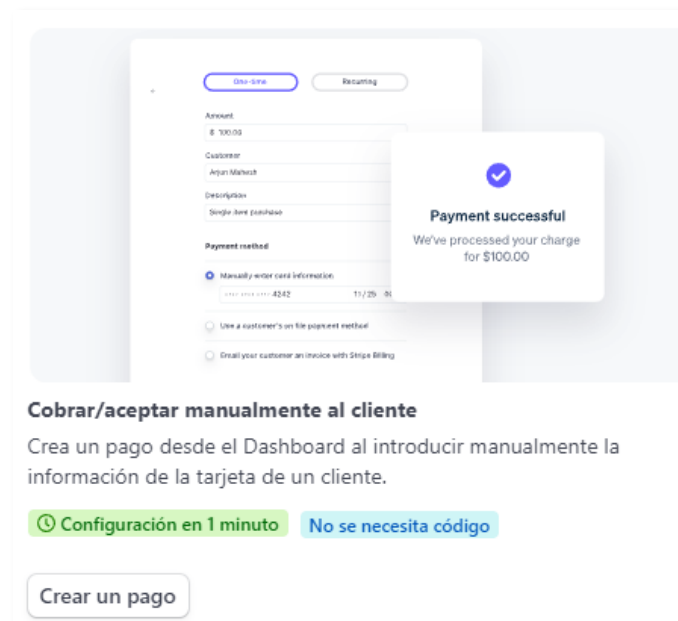 One-time Recurring
Amount
$ 100.00
Customer
Arjun Mahesh
Description
Single item purchase
Payment method
Manually enter card information
4242 11/25
Use a customer's on file payment method
Email your customer an invoice with Stripe Billing
Payment successful
We've processed your charge
for $100.00
Cobrar/aceptar manualmente al cliente
Crea un pago desde el Dashboard al introducir manualmente la
información de la tarjeta de un cliente.
Configuración en 1 minuto No se necesita código
Crear un pago